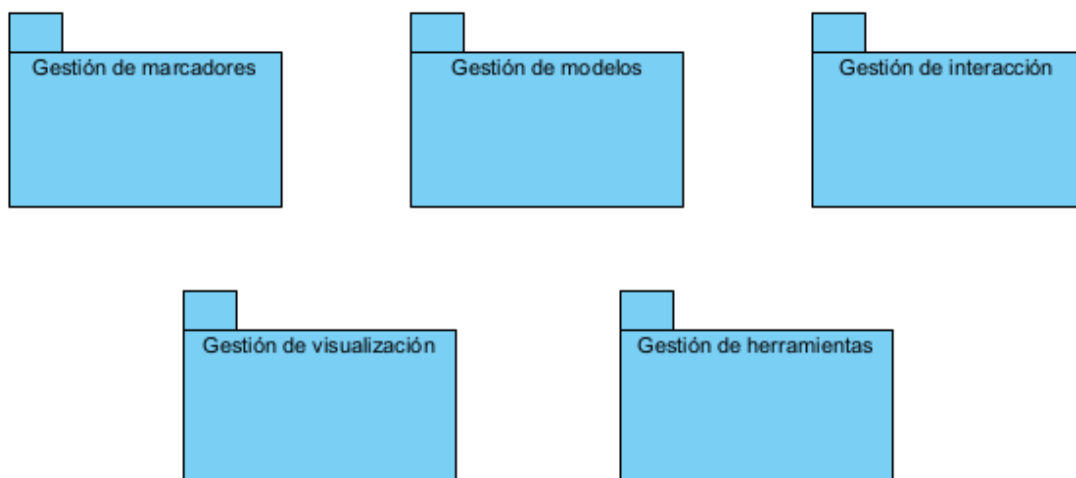 Gestión de marcadores
Gestión de modelos
Gestión de interacción
Gestión de visualización
Gestión de herramientas